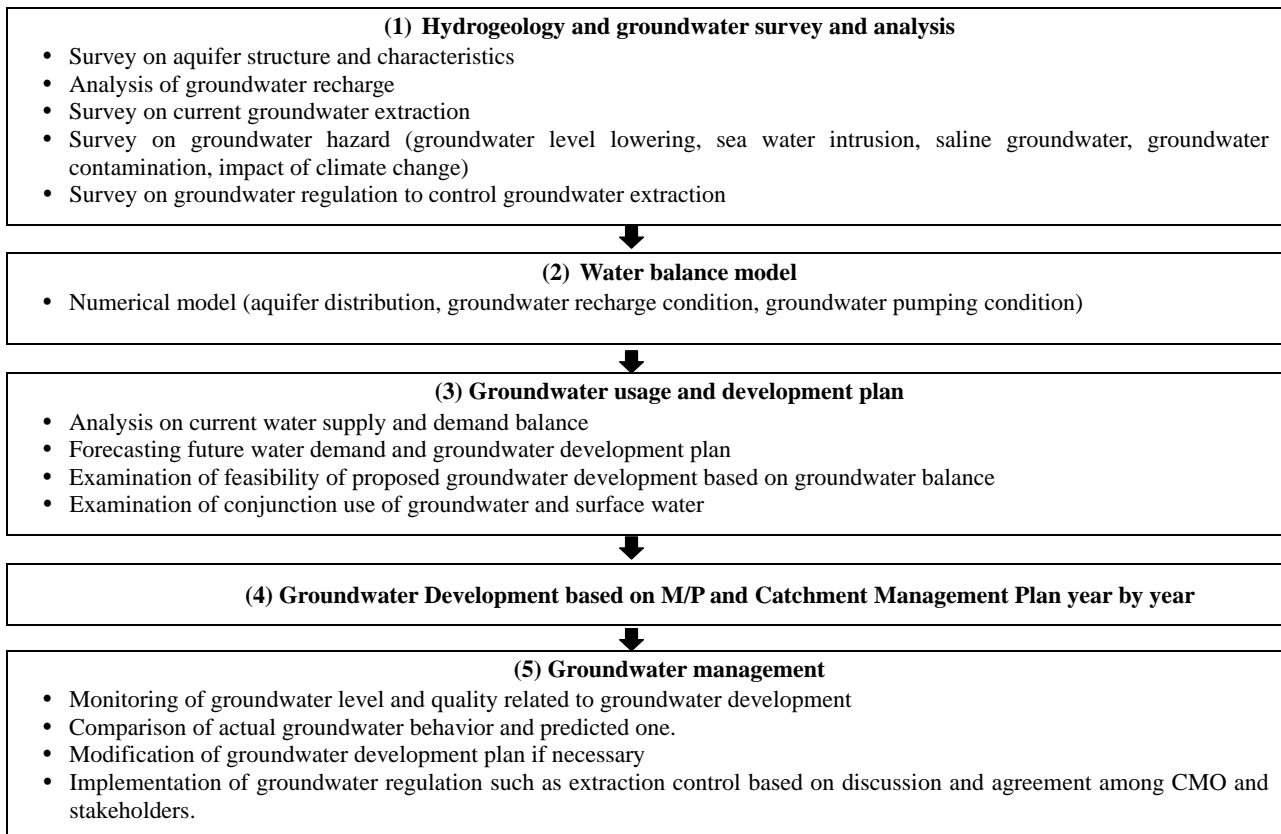 (1) Hydrogeology and groundwater survey and analysis
• Survey on aquifer structure and characteristics
• Analysis of groundwater recharge
• Survey on current groundwater extraction
• Survey on groundwater hazard (groundwater level lowering, sea water intrusion, saline groundwater, groundwater
contamination, impact of climate change)
• Survey on groundwater regulation to control groundwater extraction
(2) Water balance model
• Numerical model (aquifer distribution, groundwater recharge condition, groundwater pumping condition)
(3) Groundwater usage and development plan
• Analysis on current water supply and demand balance
• Forecasting future water demand and groundwater development plan
• Examination of feasibility of proposed groundwater development based on groundwater balance
• Examination of conjunction use of groundwater and surface water
(4) Groundwater Development based on M/P and Catchment Management Plan year by year
(5) Groundwater management
• Monitoring of groundwater level and quality related to groundwater development
• Comparison of actual groundwater behavior and predicted one.
• Modification of groundwater development plan if necessary
• Implementation of groundwater regulation such as extraction control based on discussion and agreement among CMO and
stakeholders.